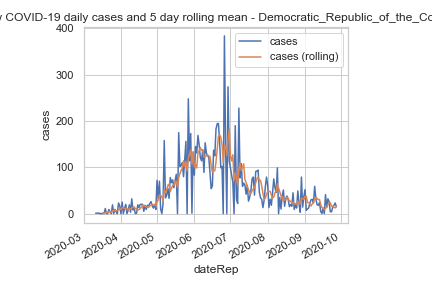 COVID-19 daily cases and 5 day rolling mean - Democratic_Republic_of_the_Co
cases
cases (rolling)
400
300
200
100
0
cases
2020-03
2020-04
2020-05
2020-06
2020-07
2020-08
2020-09
2020-10
dateRep